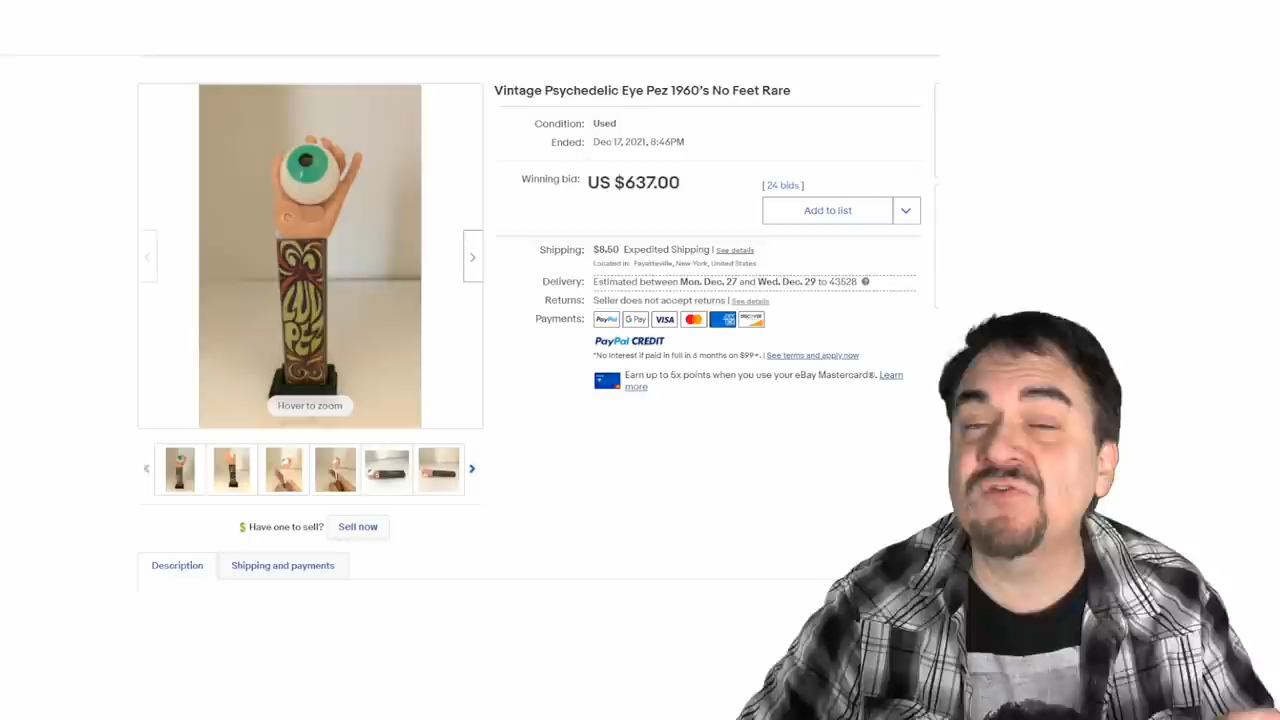 Vintage Psychedelic Eye Pez 1960's No Feet Rare
Condition: Used
Ended: Dec 17, 2021, 8:46PM
Winning bid: US $637.00
[ 24 bids ]
Add to list
Shipping: $8.50 Expedited Shipping | See details
Located in: Fayetteville, New York, United States
Delivery: Estimated between Mon. Dec. 27 and Wed. Dec. 29 to 43528
Returns: Seller does not accept returns | See details
Payments: PayPal G Pay VISA
PayPal CREDIT
*No interest if paid in full in 6 months on $99+. | See terms and apply now
Earn up to 5x points when you use your eBay Mastercard®. Learn
more
LUV
PEZ
Hover to zoom
$ Have one to sell? Sell now
Description
Shipping and payments